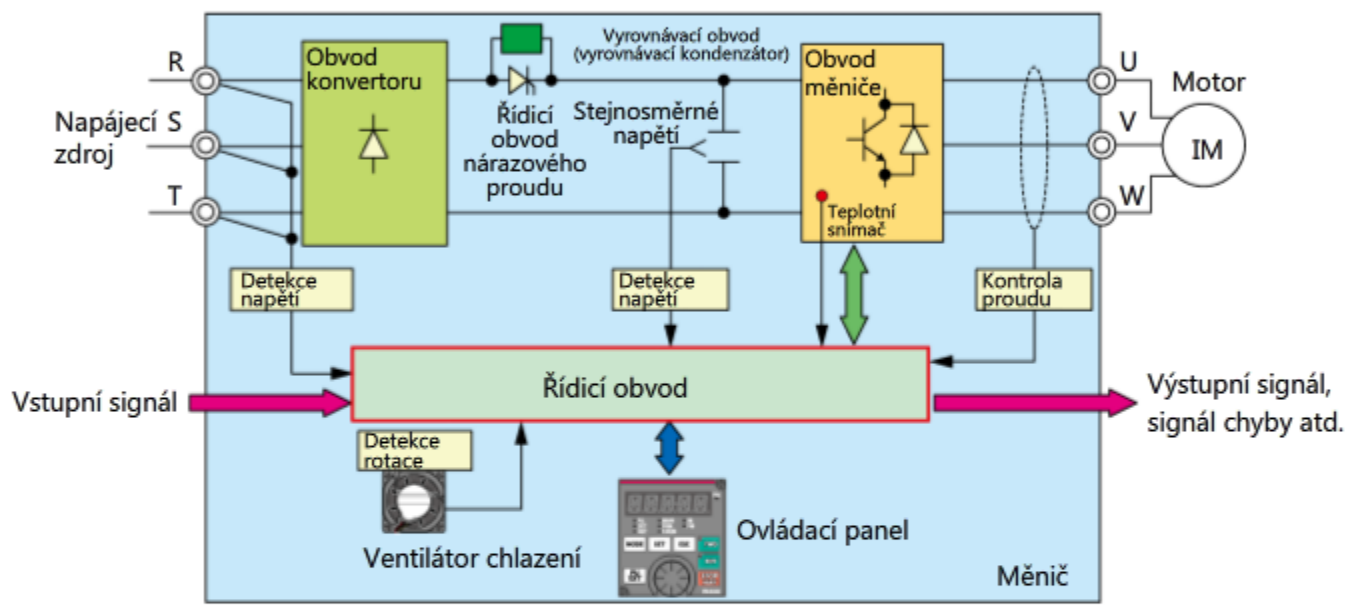 Vyrovnávací obvod
(vyrovnávací kondenzátor)
Obvod
konvertoru
Obvod
měniče
R
U
Motor
Řídicí
obvod
nárazového
proudu
Stejnosměrné
napětí
Napájecí
zdroj
S
V
IM
T
W
Teplotní
snímač
Detekce
napětí
Detekce
napětí
Kontrola
proudu
Vstupní signál
Řídicí obvod
Výstupní signál,
signál chyby atd.
Detekce
rotace
Ventilátor chlazení
MODE
SET
Ovládací panel
Měnič